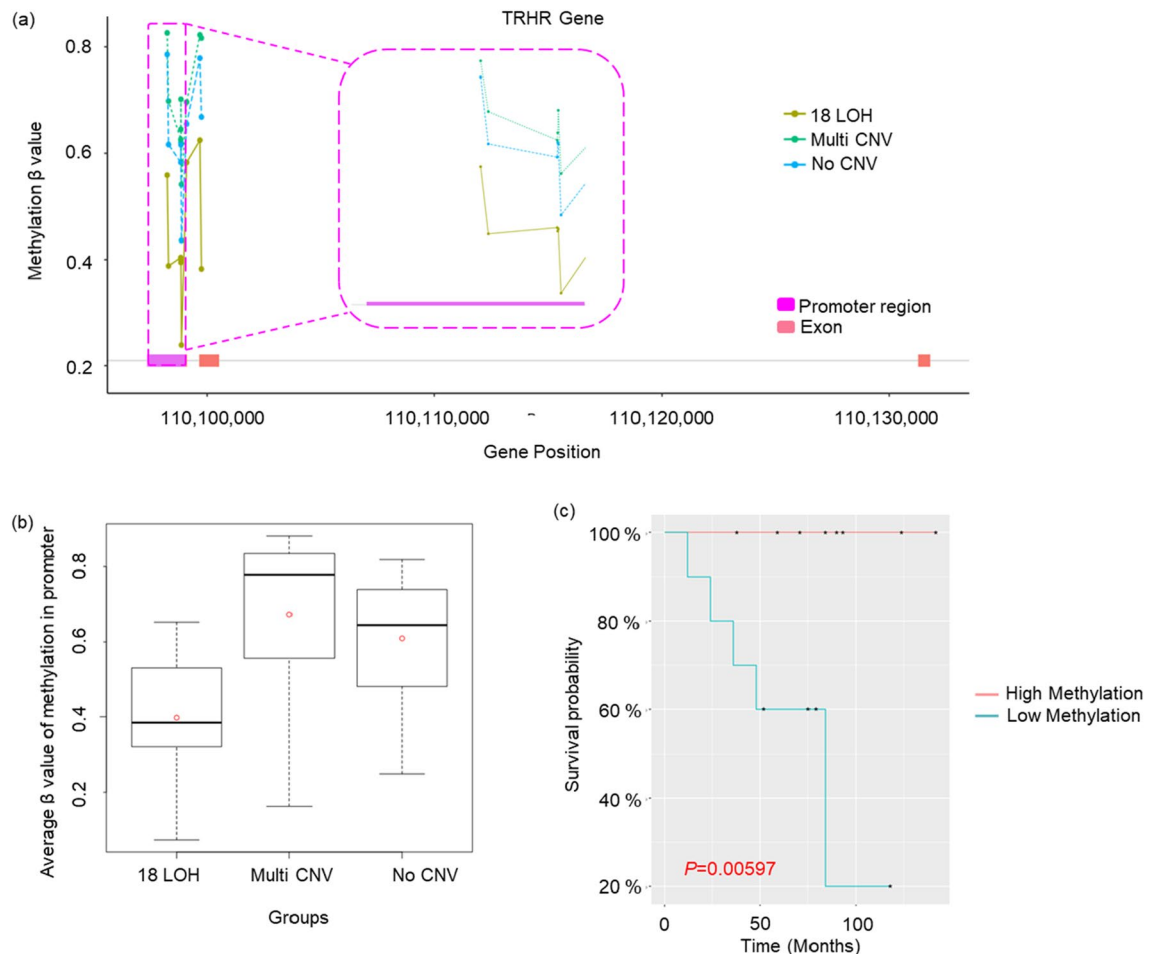 (a)
TRHR Gene
0.8
0.6
0.4
0.2
Methylation β value
18 LOH
Multi CNV
No CNV
Promoter region
Exon
110,100,000
110,110,000
110,120,000
110,130,000
Gene Position
(b)
Average β value of methylation in prompter
0.8
0.6
0.4
0.2
18 LOH
Multi CNV
No CNV
Groups
(c)
Survival probability
100 %
80 %
60 %
40 %
20 %
P=0.00597
0
50
100
Time (Months)
High Methylation
Low Methylation